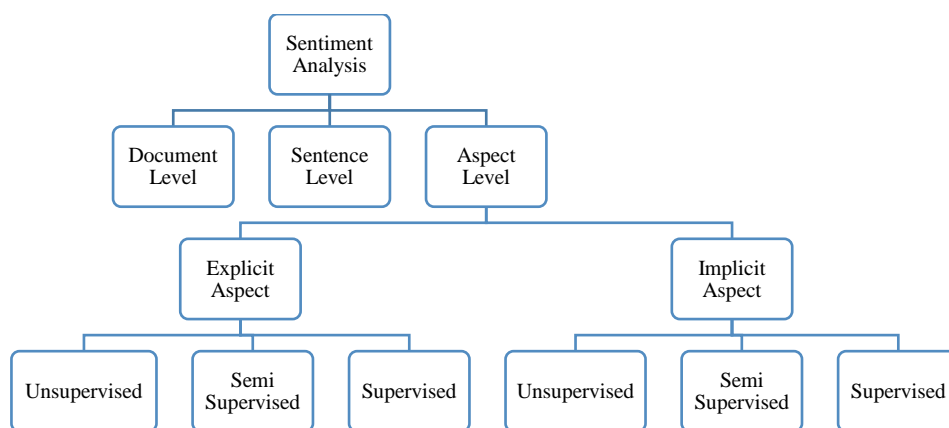 Sentiment
Analysis
Document
Level
Sentence
Level
Aspect
Level
Explicit
Aspect
Implicit
Aspect
Unsupervised
Semi
Supervised
Supervised
Unsupervised
Semi
Supervised
Supervised